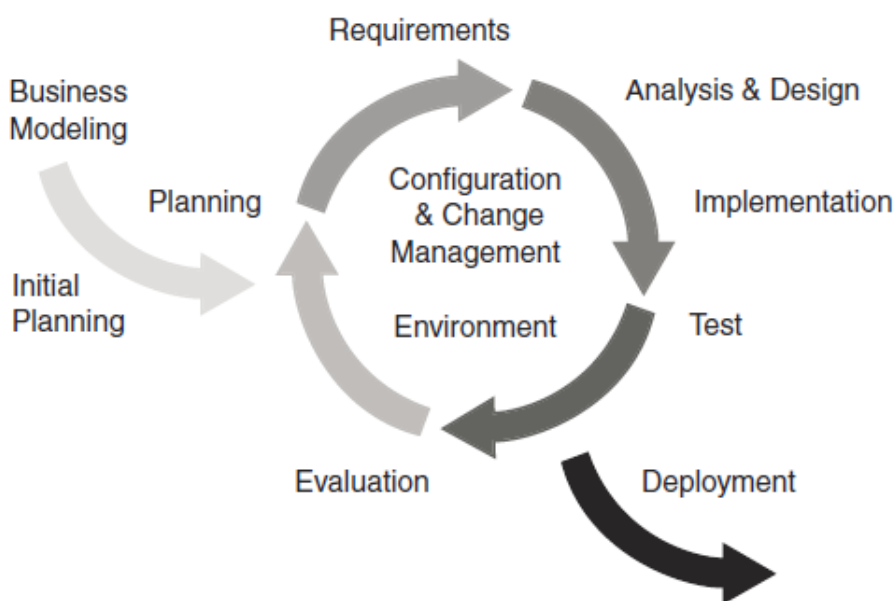 Requirements
Business
Modeling
Analysis & Design
Planning
Configuration
& Change
Management
Implementation
Initial
Planning
Environment
Test
Evaluation
Deployment